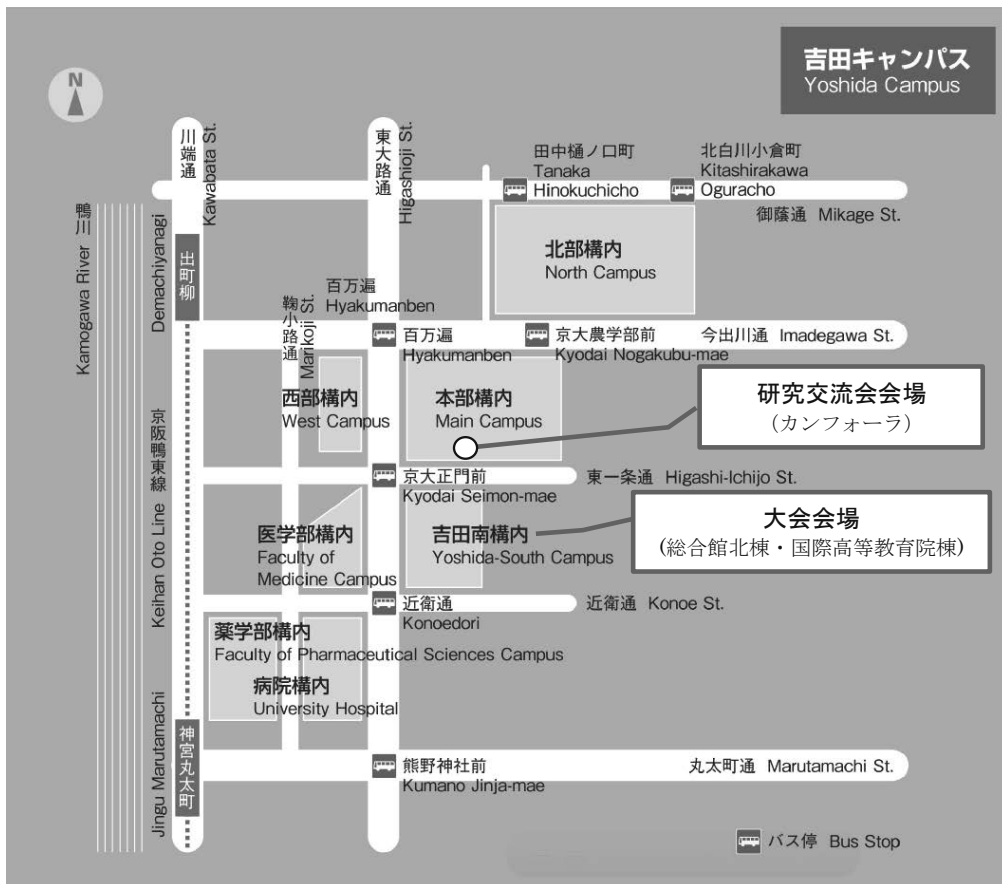 吉田キャンパス
Yoshida Campus
N
川端通
Kawabata St.
東大路通
Higashioji St.
田中樋ノ口町
Tanaka
Hinokuchicho
北白川小倉町
Kitashirakawa
Oguracho
御蔭通 Mikage St.
鴨川
Kamogawa River
出町柳
Demachiyanagi
北部構内
North Campus
百万遍
Hyakumanben
鞠小路通
Marikoji St.
百万遍
Hyakumanben
京大農学部前
Kyodai Nogakubu-mae
今出川通 Imadegawa St.
西部構内
West Campus
本部構内
Main Campus
研究交流会会場
(カンフォーラ)
京阪鴨東線
Keihan Oto Line
京大正門前
Kyodai Seimon-mae
東一条通 Higashi-Ichijo St.
医学部構内
Faculty of
Medicine Campus
吉田南構内
Yoshida-South Campus
大会会場
(総合館北棟・国際高等教育院棟)
近衛通
Konoedori
近衛通 Konoe St.
薬学部構内
Faculty of Pharmaceutical Sciences Campus
病院構内
University Hospital
神宮丸太町
Jingu Marutamachi
熊野神社前
Kumano Jinja-mae
丸太町通 Marutamachi St.
バス停 Bus Stop